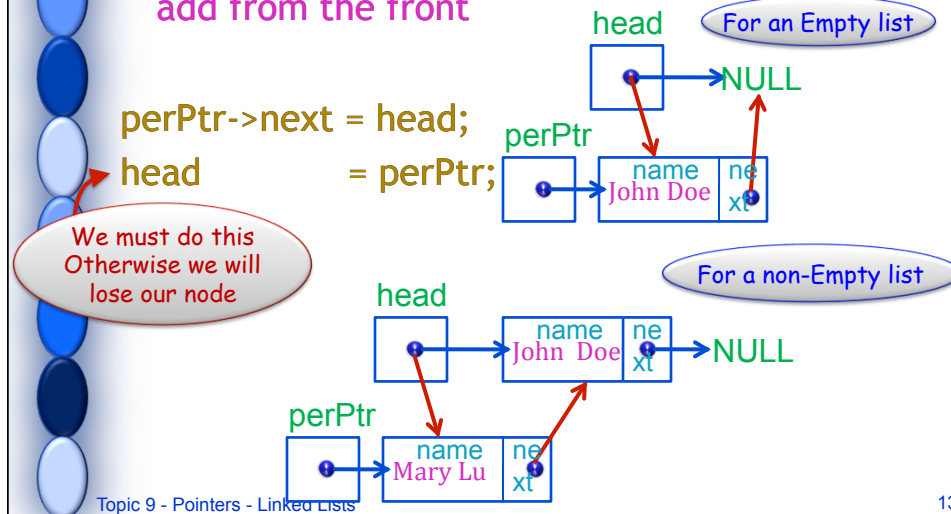 add from the front
For an Empty list
head
NULL
perPtr->next = head;
head = perPtr;
perPtr
name
John Doe
ne
xt
We must do this
Otherwise we will
lose our node
For a non-Empty list
head
name
John Doe
ne
xt
NULL
perPtr
name
Mary Lu
ne
xt
Topic 9 - Pointers - Linked Lists
13